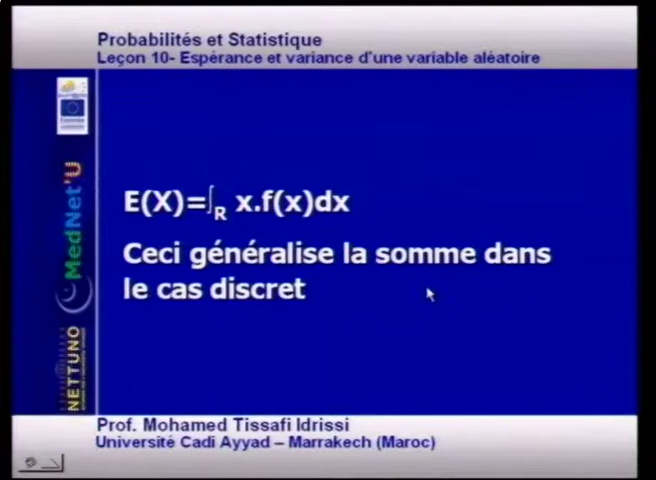 Probabilités et Statistique
Leçon 10- Espérance et variance d'une variable aléatoire
E(X)=∫R x.f(x)dx
Ceci généralise la somme dans
le cas discret
MedNet'U
NETTUNO
Prof. Mohamed Tissafi Idrissi
Université Cadi Ayyad – Marrakech (Maroc)